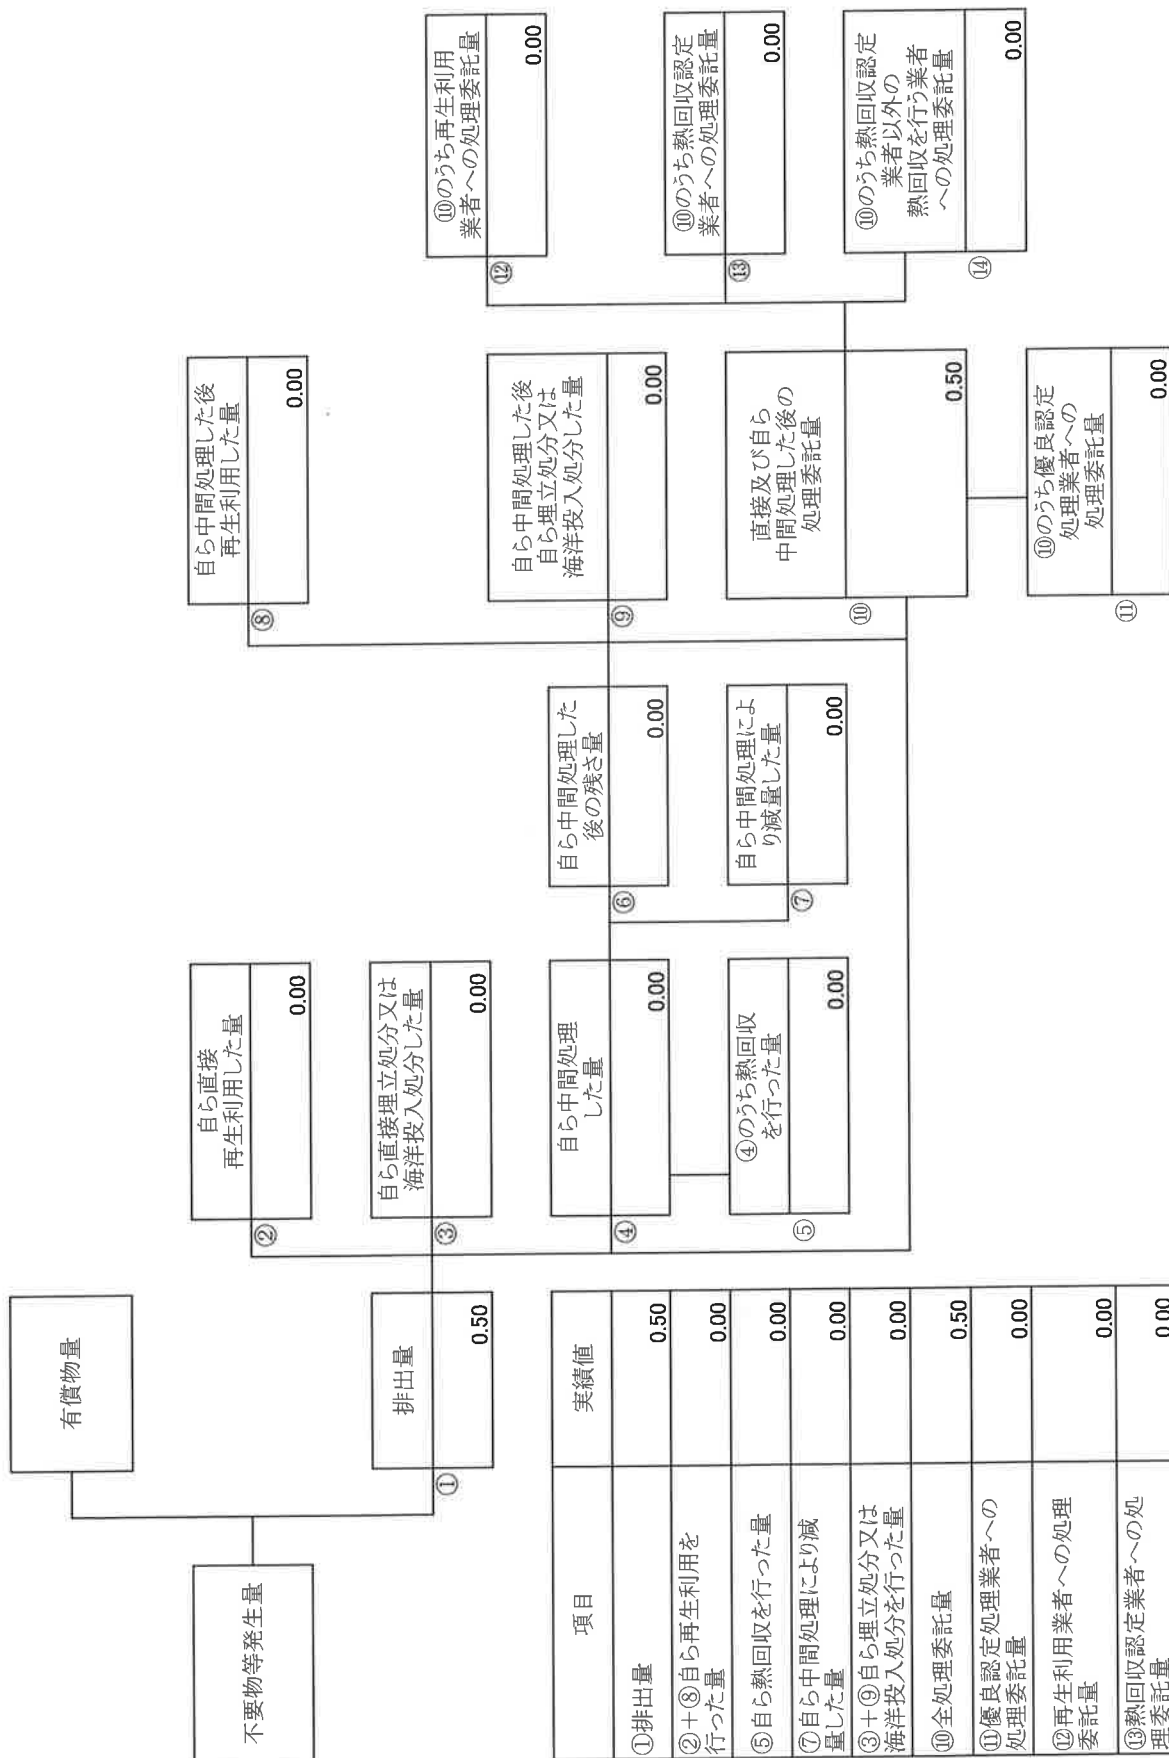 不要物等発生量
有償物量
排出量
①
0.50
自ら直接
再生利用した量
②
0.00
自ら直接埋立処分又は
海洋投入処分した量
③
0.00
自ら中間処理
した量
④
0.00
④のうち熱回収
を行った量
⑤
0.00
自ら中間処理した
後の残さ量
⑥
0.00
自ら中間処理によ
り減量した量
⑦
0.00
自ら中間処理した後
再生利用した量
⑧
0.00
自ら中間処理した後
自ら埋立処分又は
海洋投入処分した量
⑨
0.00
直接及び自ら
中間処理した後の
処理委託量
⑩
0.50
⑩のうち優良認定
処理業者への
処理委託量
⑪
0.00
⑩のうち再生利用
業者への処理委託量
⑫
0.00
⑩のうち熱回収認定
業者への処理委託量
⑬
0.00
⑩のうち熱回収認定
業者以外の
熱回収を行う業者
への処理委託量
⑭
0.00
項目 実績値
①排出量 0.50
②+⑧自ら再生利用を
行った量 0.00
⑤自ら熱回収を行った量 0.00
⑦自ら中間処理により減
量した量 0.00
③+⑨自ら埋立処分又は
海洋投入処分を行った量 0.00
⑩全処理委託量 0.50
⑪優良認定処理業者への
処理委託量 0.00
⑫再生利用業者への処理
委託量 0.00
⑬熱回収認定業者への処
理委託量 0.00